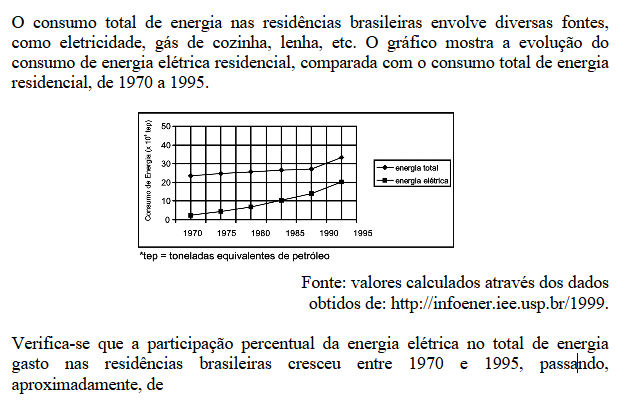 O consumo total de energia nas residências brasileiras envolve diversas fontes,
como eletricidade, gás de cozinha, lenha, etc. O gráfico mostra a evolução do
consumo de energia elétrica residencial, comparada com o consumo total de energia
residencial, de 1970 a 1995.
Consumo de Energia (x 10⁶ tep)
50
40
30
20
10
0
1970 1975 1980 1985 1990 1995
energia total
energia elétrica
*tep = toneladas equivalentes de petróleo
Fonte: valores calculados através dos dados
obtidos de: http://infoener.iee.usp.br/1999.
Verifica-se que a participação percentual da energia elétrica no total de energia
gasto nas residências brasileiras cresceu entre 1970 e 1995, passando,
aproximadamente, de